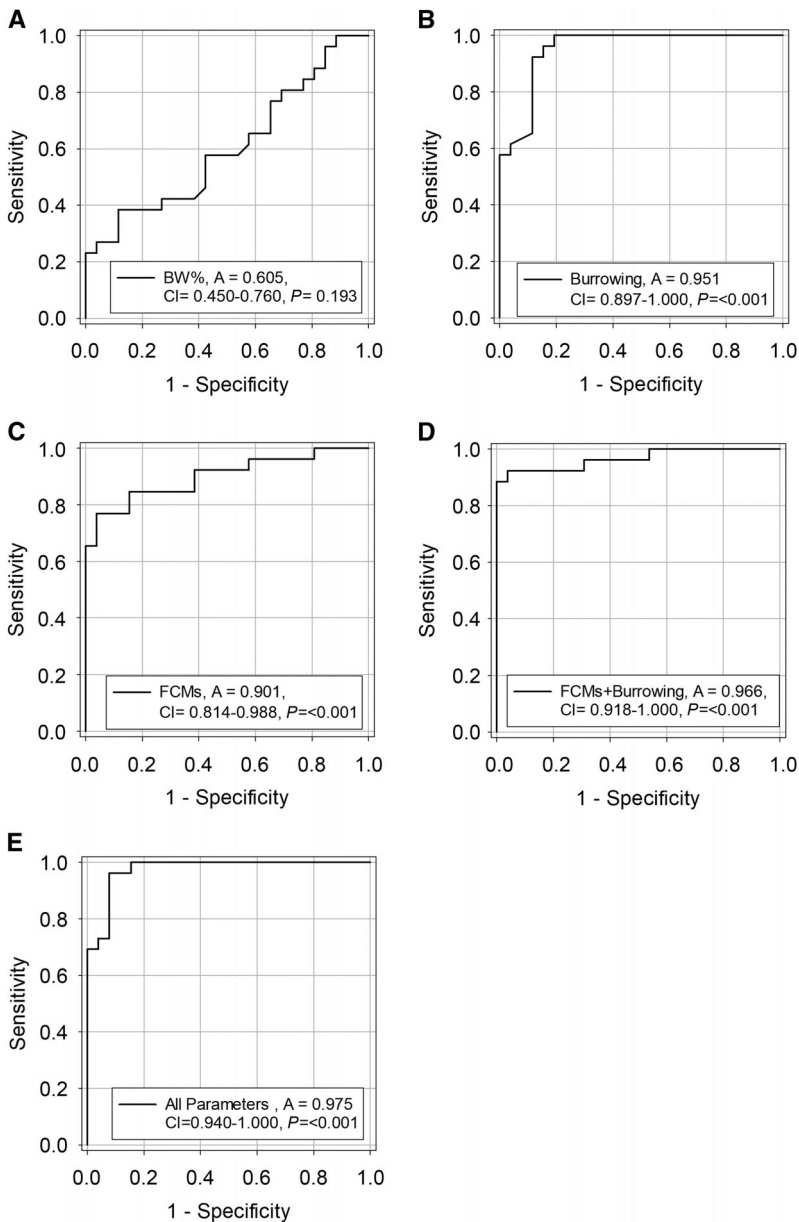 A
1.0
0.8
0.6
0.4
0.2
0.0
Sensitivity
BW%, A = 0.605,
CI= 0.450-0.760, P= 0.193
0.0 0.2 0.4 0.6 0.8 1.0
1 - Specificity
B
1.0
0.8
0.6
0.4
0.2
0.0
Sensitivity
Burrowing, A = 0.951
CI= 0.897-1.000, P=<0.001
0.0 0.2 0.4 0.6 0.8 1.0
1 - Specificity
C
1.0
0.8
0.6
0.4
0.2
0.0
Sensitivity
FCMs, A = 0.901,
CI= 0.814-0.988, P=<0.001
0.0 0.2 0.4 0.6 0.8 1.0
1 - Specificity
D
1.0
0.8
0.6
0.4
0.2
0.0
Sensitivity
FCMs+Burrowing, A = 0.966,
CI= 0.918-1.000, P=<0.001
0.0 0.2 0.4 0.6 0.8 1.0
1 - Specificity
E
1.0
0.8
0.6
0.4
0.2
0.0
Sensitivity
All Parameters , A = 0.975
CI=0.940-1.000, P=<0.001
0.0 0.2 0.4 0.6 0.8 1.0
1 - Specificity